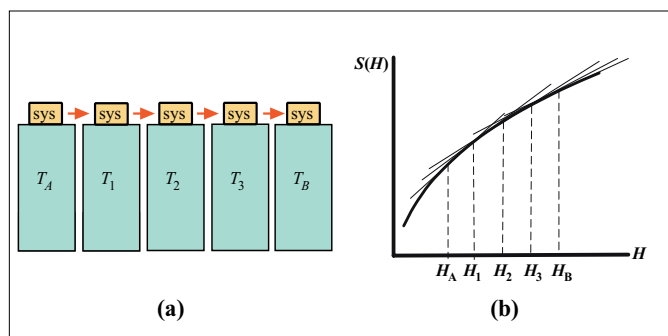 sys sys sys sys sys
T_A T_1 T_2 T_3 T_B
(a)
S(H)
H
H_A H_1 H_2 H_3 H_B
(b)